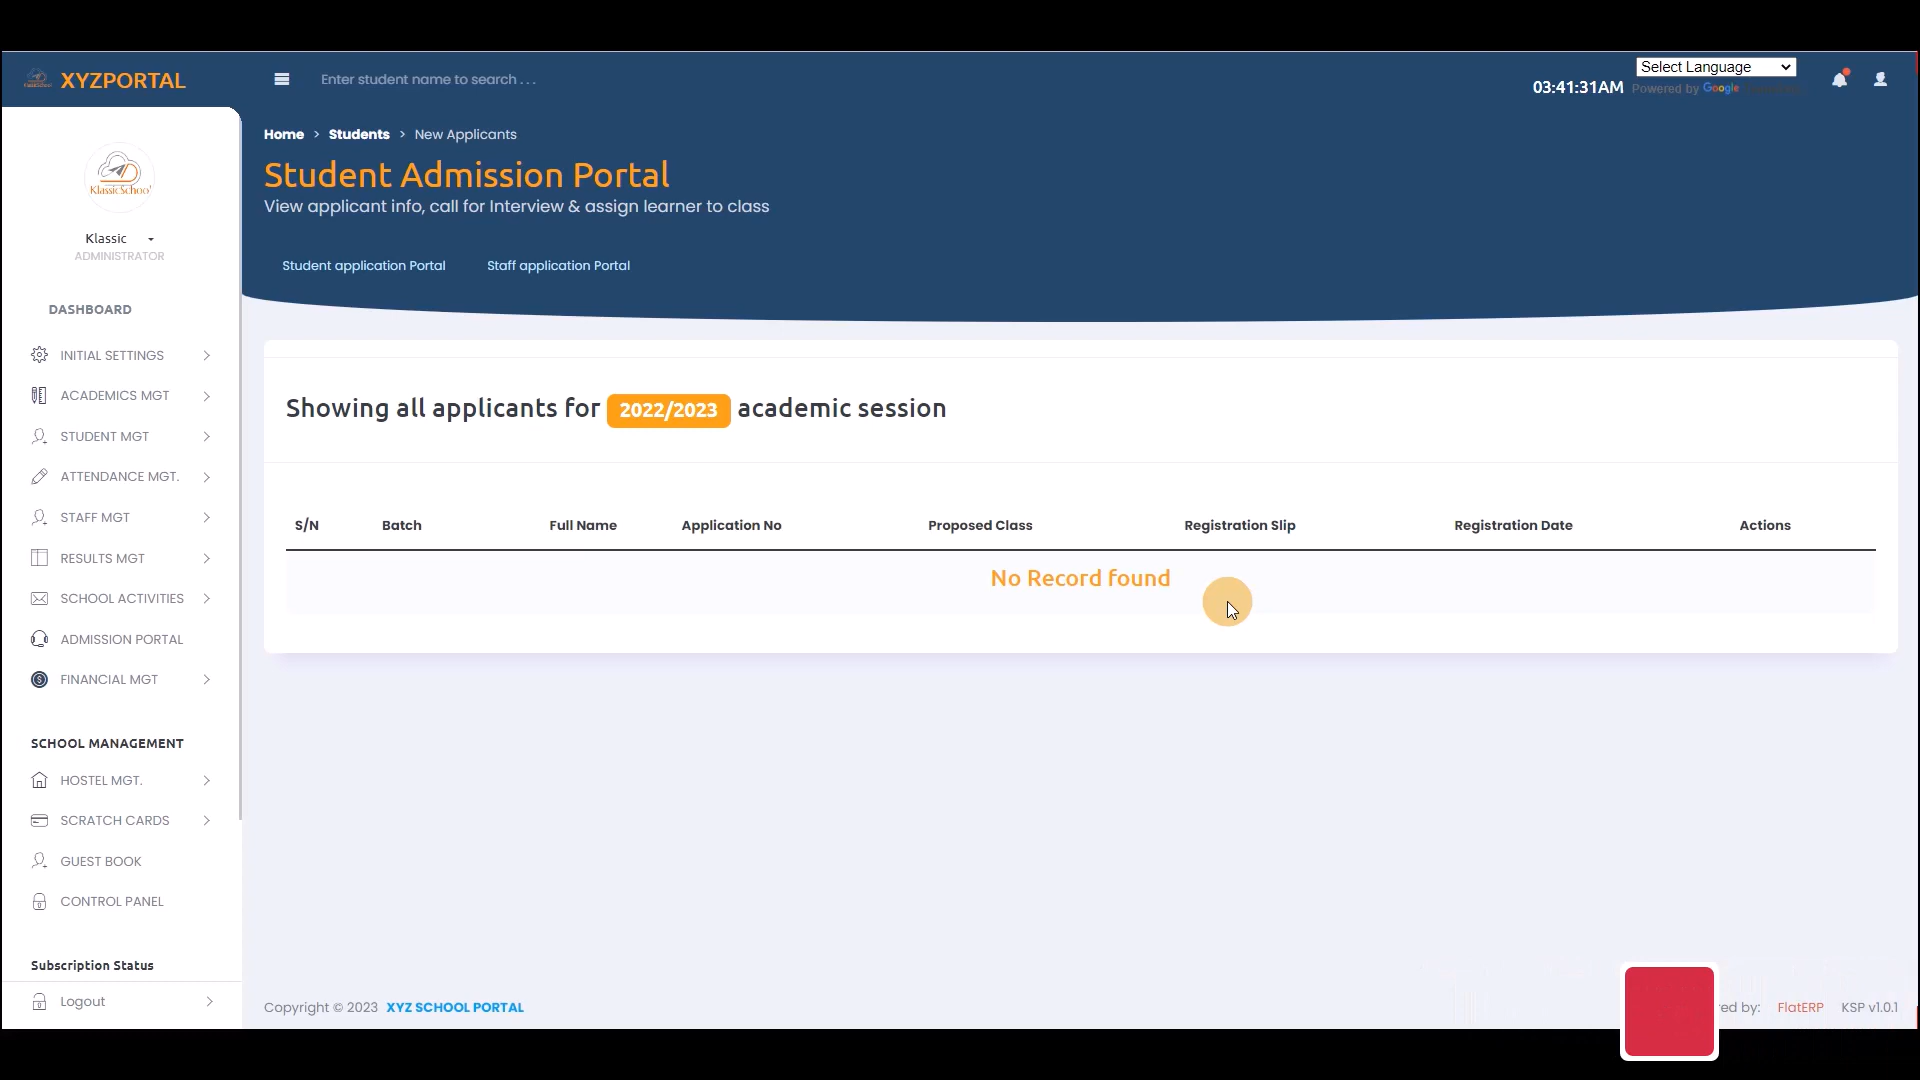 XYZPORTAL
Enter student name to search . . .
03:41:31AM
Select Language
Powered by Google
Home > Students > New Applicants
Student Admission Portal
View applicant info, call for Interview & assign learner to class
Student application Portal
Staff application Portal
Klassic
ADMINISTRATOR
DASHBOARD
INITIAL SETTINGS
ACADEMICS MGT
STUDENT MGT
ATTENDANCE MGT.
STAFF MGT
RESULTS MGT
SCHOOL ACTIVITIES
ADMISSION PORTAL
FINANCIAL MGT
SCHOOL MANAGEMENT
HOSTEL MGT.
SCRATCH CARDS
GUEST BOOK
CONTROL PANEL
Subscription Status
Logout
Showing all applicants for 2022/2023 academic session
S/N Batch Full Name Application No Proposed Class Registration Slip Registration Date Actions
No Record found
Copyright © 2023 XYZ SCHOOL PORTAL
by: FlatERP KSP v1.0.1